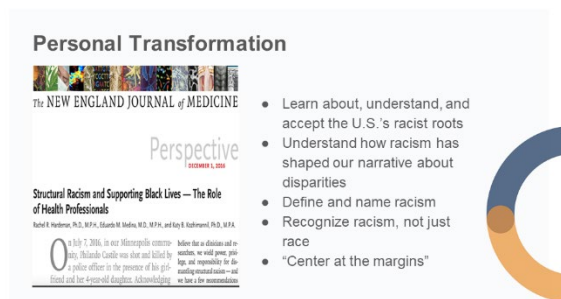 Personal Transformation
The NEW ENGLAND JOURNAL of MEDICINE
Perspective
DECEMBER 1, 2016
Structural Racism and Supporting Black Lives — The Role
of Health Professionals
Rachel R. Hardeman, Ph.D., M.P.H., Eduardo M. Medina, M.D., M.P.H., and Katy B. Kozhimannil, Ph.D., M.P.A.
On July 7, 2016, in our Minneapolis commu-
nity, Philando Castile was shot and killed by
a police officer in the presence of his girl-
friend and her 4-year-old daughter. Acknowledging
believe that as clinicians and re-
searchers, we wield power, privi-
lege, and responsibility for dis-
mantling structural racism — and
we have a few recommendations
● Learn about, understand, and
accept the U.S.'s racist roots
● Understand how racism has
shaped our narrative about
disparities
● Define and name racism
● Recognize racism, not just
race
● “Center at the margins”